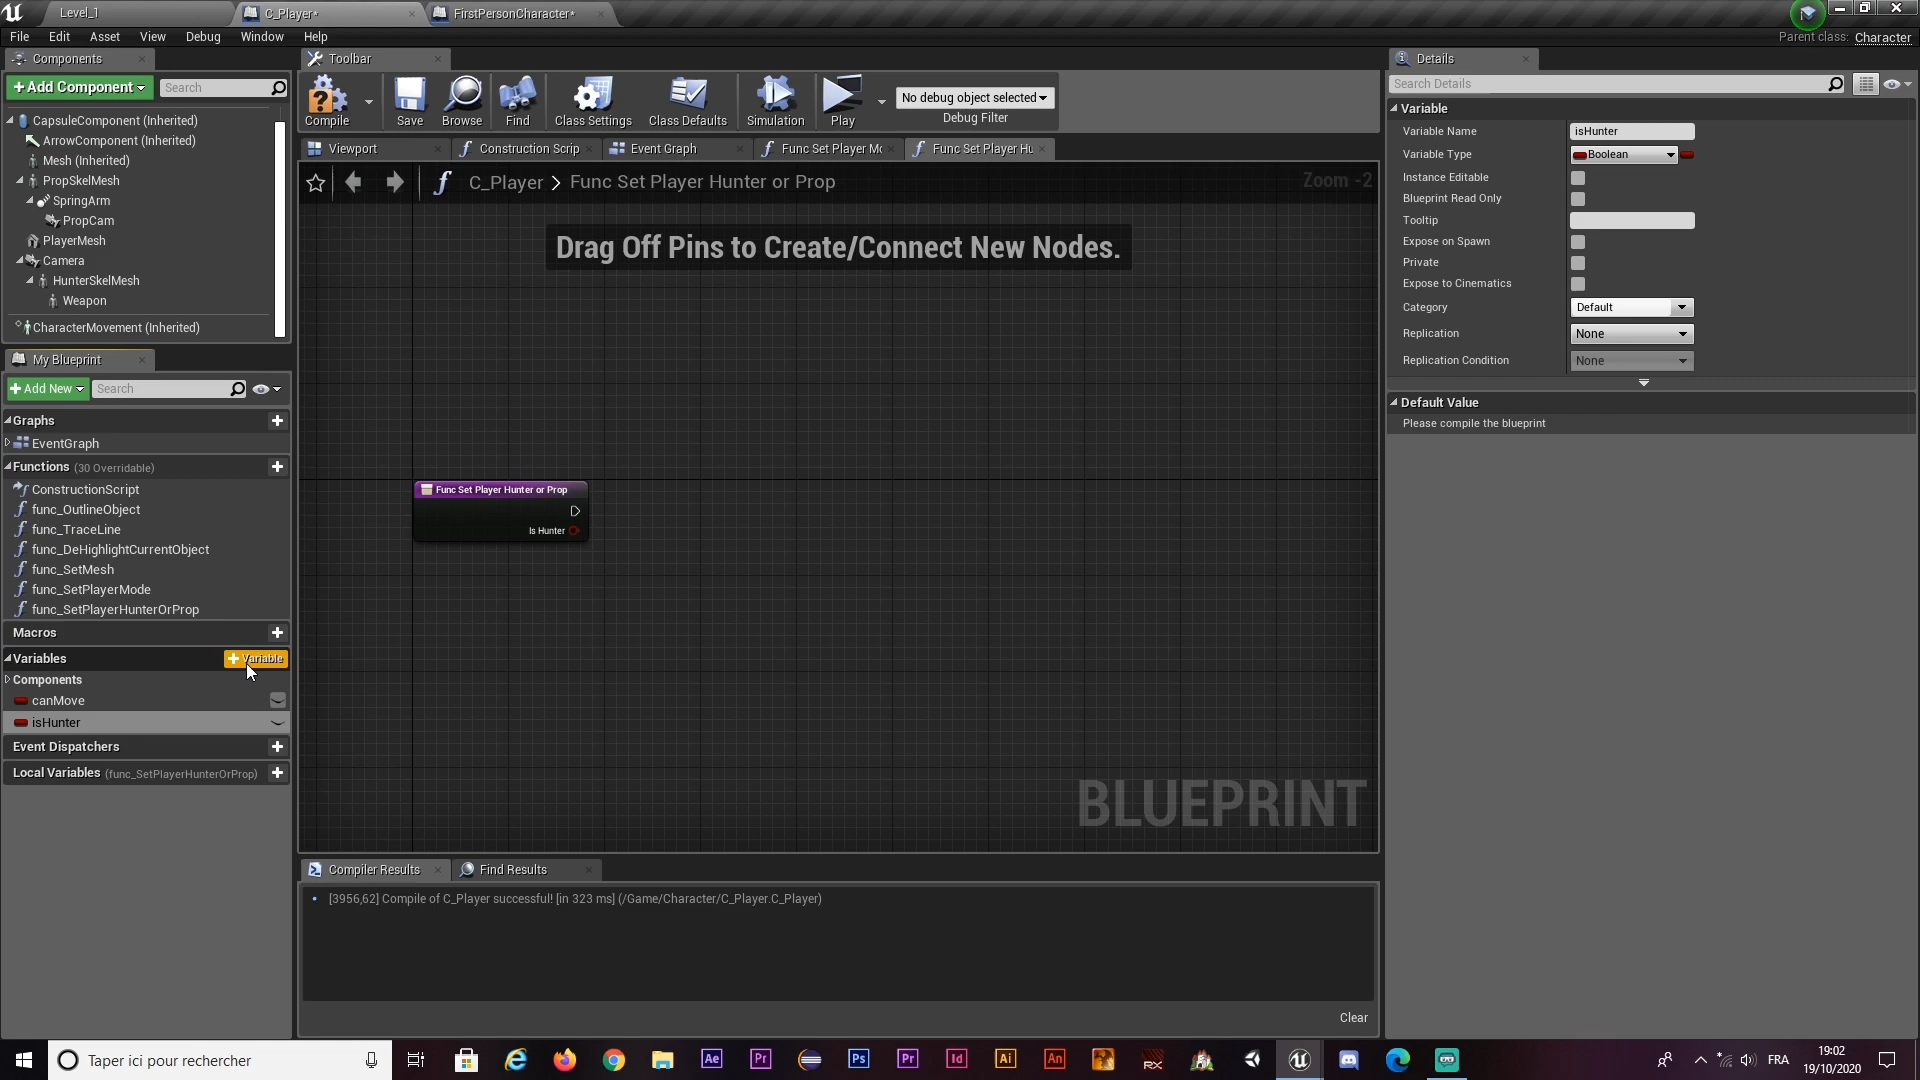 Level_1
C_Player*
FirstPersonCharacter*
File Edit Asset View Debug Window Help
Parent class: Character
Components
Toolbar
Details
+Add Component
Search
Compile
Save
Browse
Find
Class Settings
Class Defaults
Simulation
Play
No debug object selected
Debug Filter
Search Details
CapsuleComponent (Inherited)
ArrowComponent (Inherited)
Mesh (Inherited)
PropSkelMesh
SpringArm
PropCam
PlayerMesh
Camera
HunterSkelMesh
Weapon
CharacterMovement (Inherited)
Viewport
Construction Scrip
Event Graph
Func Set Player Mo
Func Set Player Hu
C_Player > Func Set Player Hunter or Prop
Zoom -2
Drag Off Pins to Create/Connect New Nodes.
Func Set Player Hunter or Prop
Is Hunter
BLUEPRINT
My Blueprint
+Add New
Search
Graphs
EventGraph
Functions (30 Overridable)
ConstructionScript
func_OutlineObject
func_TraceLine
func_DeHighlightCurrentObject
func_SetMesh
func_SetPlayerMode
func_SetPlayerHunterOrProp
Macros
Variables
+ Variable
Components
canMove
isHunter
Event Dispatchers
Local Variables (func_SetPlayerHunterOrProp)
Variable
Variable Name isHunter
Variable Type Boolean
Instance Editable
Blueprint Read Only
Tooltip
Expose on Spawn
Private
Expose to Cinematics
Category Default
Replication None
Replication Condition None
Default Value
Please compile the blueprint
Compiler Results
Find Results
[3956,62] Compile of C_Player successful! [in 323 ms] (/Game/Character/C_Player.C_Player)
Clear
Taper ici pour rechercher
Ae
Pr
Ps
Pr
Id
Ai
An
RX
FRA
19:02
19/10/2020